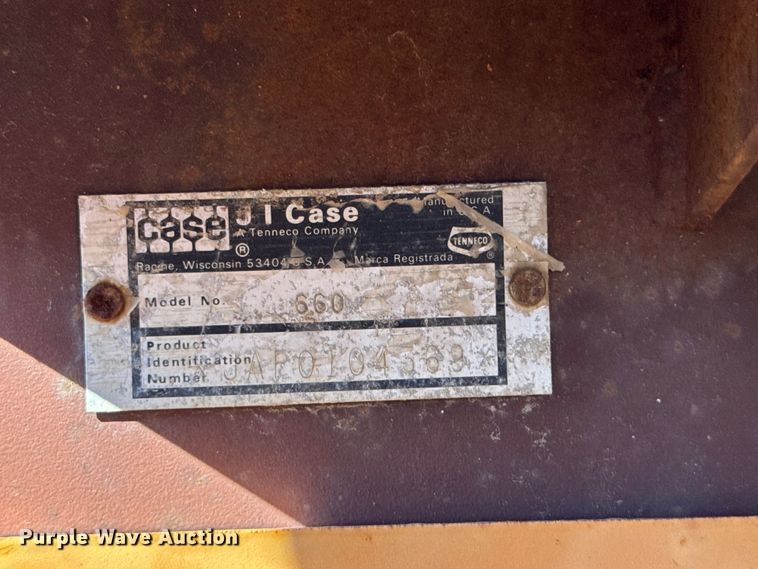 case J I Case Manufactured
in U.S.A.
A Tenneco Company
® TENNECO ®
Racine, Wisconsin 53404 U.S.A. Marca Registrada
Model No. 660
Product
Identification JAF0104569
Number
Purple Wave Auction